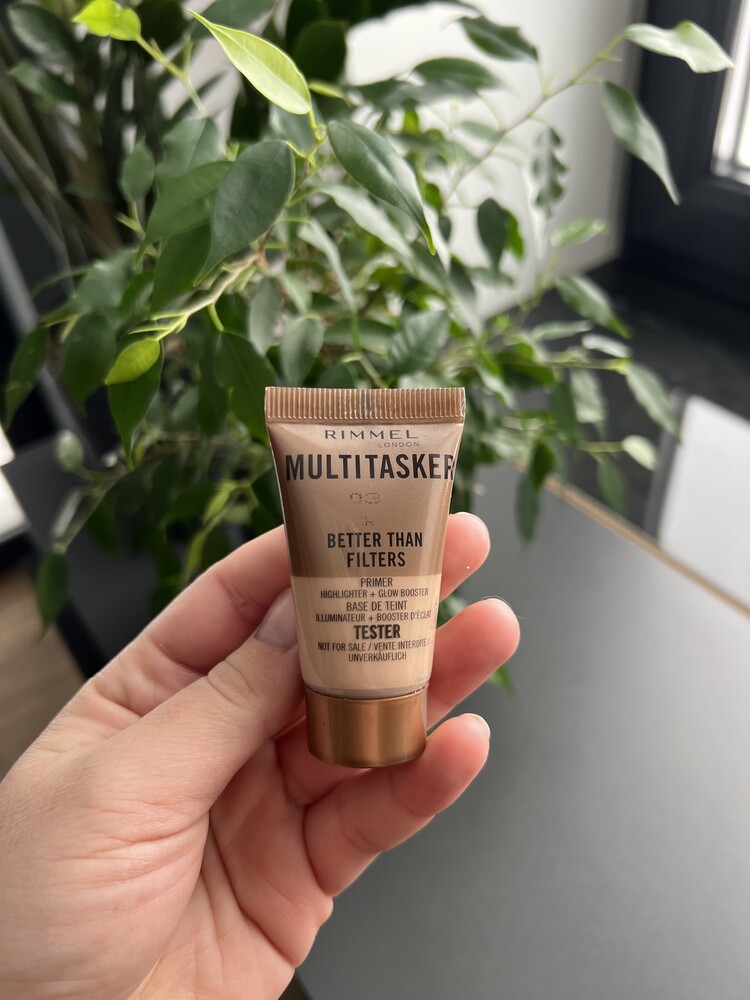 RIMMEL
LONDON
MULTITASKER
BETTER THAN
FILTERS
PRIMER
HIGHLIGHTER + GLOW BOOSTER
BASE DE TEINT
ILLUMINATEUR + BOOSTER D'ÉCLAT
TESTER
NOT FOR SALE / VENTE INTERDITE
UNVERKÄUFLICH